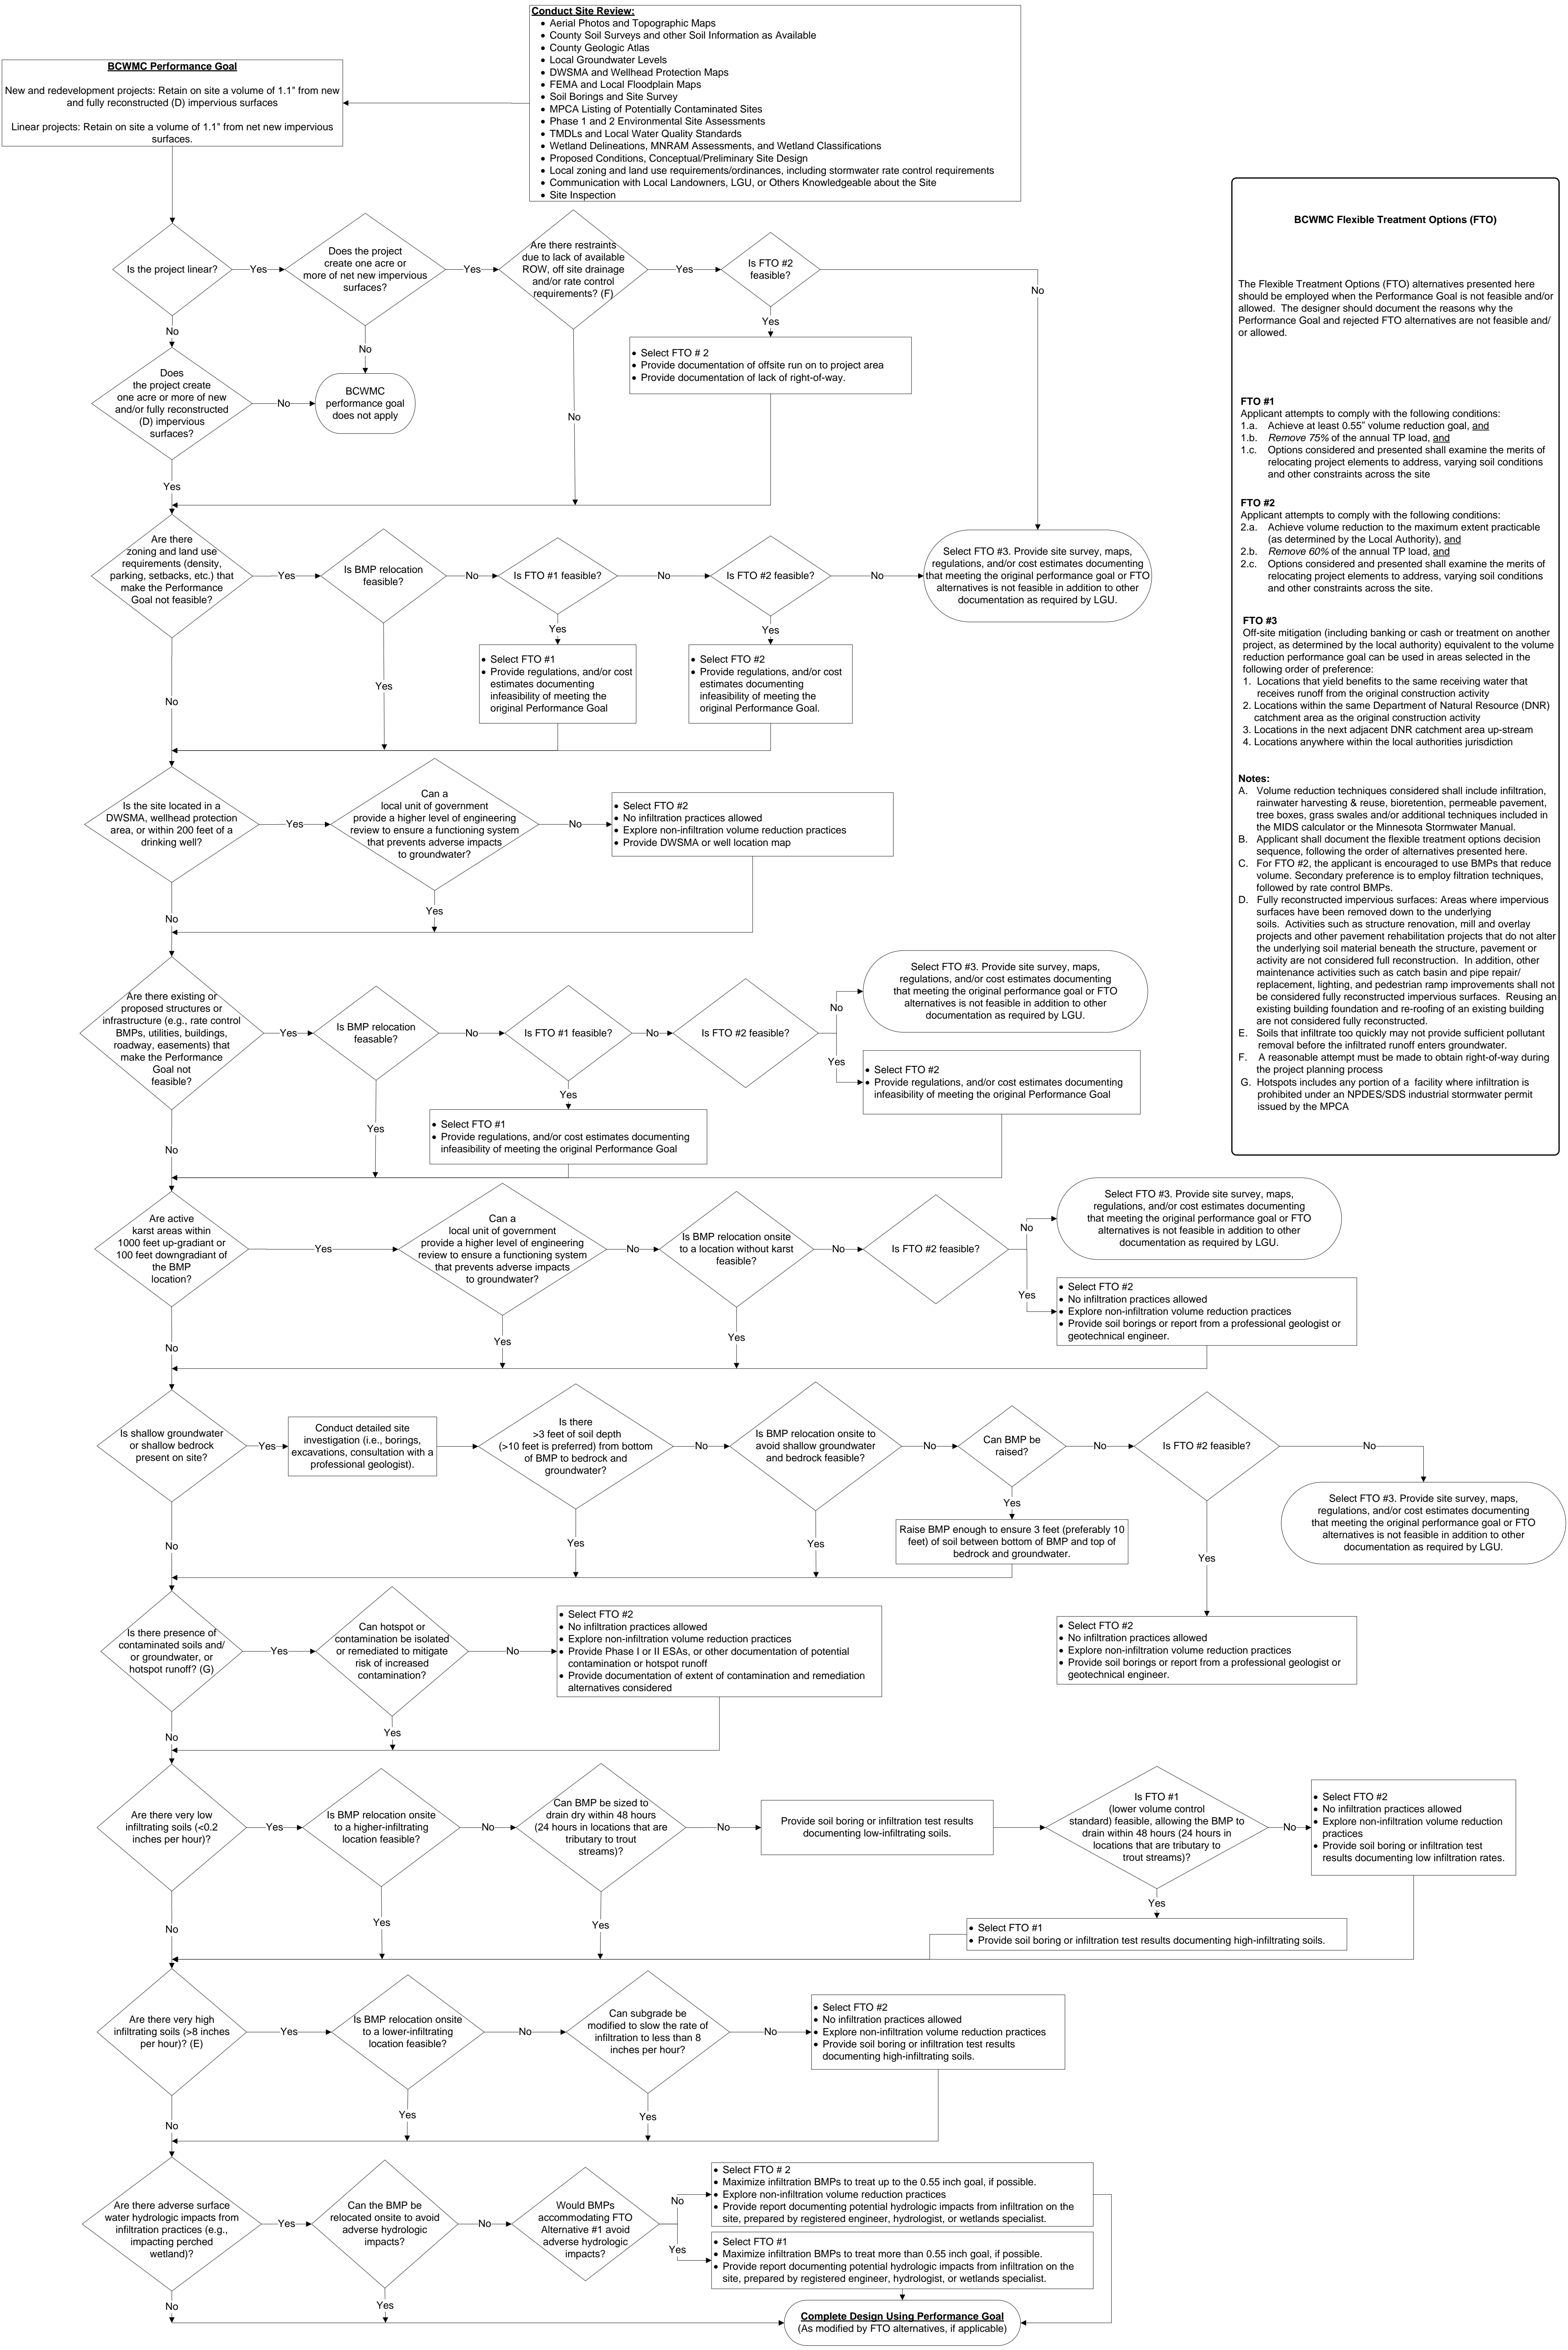 Conduct Site Review:
• Aerial Photos and Topographic Maps
• County Soil Surveys and other Soil Information as Available
• County Geologic Atlas
• Local Groundwater Levels
• DWSMA and Wellhead Protection Maps
• FEMA and Local Floodplain Maps
• Soil Borings and Site Survey
• MPCA Listing of Potentially Contaminated Sites
• Phase 1 and 2 Environmental Site Assessments
• TMDLs and Local Water Quality Standards
• Wetland Delineations, MNRAM Assessments, and Wetland Classifications
• Proposed Conditions, Conceptual/Preliminary Site Design
• Local zoning and land use requirements/ordinances, including stormwater rate control requirements
• Communication with Local Landowners, LGU, or Others Knowledgeable about the Site
• Site Inspection
BCWMC Performance Goal
New and redevelopment projects: Retain on site a volume of 1.1” from new
and fully reconstructed (D) impervious surfaces
Linear projects: Retain on site a volume of 1.1” from net new impervious
surfaces.
Is the project linear?
Yes
No
Does the project
create one acre or
more of net new impervious
surfaces?
Yes
No
Are there restraints
due to lack of available
ROW, off site drainage
and/or rate control
requirements? (F)
Yes
No
Is FTO #2
feasible?
No
Yes
• Select FTO # 2
• Provide documentation of offsite run on to project area
• Provide documentation of lack of right-of-way.
Does
the project create
one acre or more of new
and/or fully reconstructed
(D) impervious
surfaces?
No
Yes
BCWMC
performance goal
does not apply
Are there
zoning and land use
requirements (density,
parking, setbacks, etc.) that
make the Performance
Goal not feasible?
Yes
No
Is BMP relocation
feasible?
No
Yes
Is FTO #1 feasible?
No
Yes
Is FTO #2 feasible?
No
Yes
Select FTO #3. Provide site survey, maps,
regulations, and/or cost estimates documenting
that meeting the original performance goal or FTO
alternatives is not feasible in addition to other
documentation as required by LGU.
• Select FTO #1
• Provide regulations, and/or cost
estimates documenting
infeasibility of meeting the
original Performance Goal
• Select FTO #2
• Provide regulations, and/or cost
estimates documenting
infeasibility of meeting the
original Performance Goal.
Is the site located in a
DWSMA, wellhead protection
area, or within 200 feet of a
drinking well?
Yes
No
Can a
local unit of government
provide a higher level of engineering
review to ensure a functioning system
that prevents adverse impacts
to groundwater?
No
Yes
• Select FTO #2
• No infiltration practices allowed
• Explore non-infiltration volume reduction practices
• Provide DWSMA or well location map
Are there existing or
proposed structures or
infrastructure (e.g., rate control
BMPs, utilities, buildings,
roadway, easements) that
make the Performance
Goal not
feasible?
Yes
No
Is BMP relocation
feasable?
No
Yes
Is FTO #1 feasible?
No
Yes
Is FTO #2 feasible?
No
Yes
Select FTO #3. Provide site survey, maps,
regulations, and/or cost estimates documenting
that meeting the original performance goal or FTO
alternatives is not feasible in addition to other
documentation as required by LGU.
• Select FTO #2
• Provide regulations, and/or cost estimates documenting
infeasibility of meeting the original Performance Goal
• Select FTO #1
• Provide regulations, and/or cost estimates documenting
infeasibility of meeting the original Performance Goal
Are active
karst areas within
1000 feet up-gradiant or
100 feet downgradiant of
the BMP
location?
Yes
No
Can a
local unit of government
provide a higher level of engineering
review to ensure a functioning system
that prevents adverse impacts
to groundwater?
No
Yes
Is BMP relocation onsite
to a location without karst
feasible?
No
Yes
Is FTO #2 feasible?
No
Yes
Select FTO #3. Provide site survey, maps,
regulations, and/or cost estimates documenting
that meeting the original performance goal or FTO
alternatives is not feasible in addition to other
documentation as required by LGU.
• Select FTO #2
• No infiltration practices allowed
• Explore non-infiltration volume reduction practices
• Provide soil borings or report from a professional geologist or
geotechnical engineer.
Is shallow groundwater
or shallow bedrock
present on site?
Yes
No
Conduct detailed site
investigation (i.e., borings,
excavations, consultation with a
professional geologist).
Is there
>3 feet of soil depth
(>10 feet is preferred) from bottom
of BMP to bedrock and
groundwater?
No
Yes
Is BMP relocation onsite to
avoid shallow groundwater
and bedrock feasible?
No
Yes
Can BMP be
raised?
No
Yes
Raise BMP enough to ensure 3 feet (preferably 10
feet) of soil between bottom of BMP and top of
bedrock and groundwater.
Is FTO #2 feasible?
No
Yes
Select FTO #3. Provide site survey, maps,
regulations, and/or cost estimates documenting
that meeting the original performance goal or FTO
alternatives is not feasible in addition to other
documentation as required by LGU.
• Select FTO #2
• No infiltration practices allowed
• Explore non-infiltration volume reduction practices
• Provide soil borings or report from a professional geologist or
geotechnical engineer.
Is there presence of
contaminated soils and/
or groundwater, or
hotspot runoff? (G)
Yes
No
Can hotspot or
contamination be isolated
or remediated to mitigate
risk of increased
contamination?
No
Yes
• Select FTO #2
• No infiltration practices allowed
• Explore non-infiltration volume reduction practices
• Provide Phase I or II ESAs, or other documentation of potential
contamination or hotspot runoff
• Provide documentation of extent of contamination and remediation
alternatives considered
Are there very low
infiltrating soils (<0.2
inches per hour)?
Yes
No
Is BMP relocation onsite
to a higher-infiltrating
location feasible?
No
Yes
Can BMP be sized to
drain dry within 48 hours
(24 hours in locations that are
tributary to trout
streams)?
No
Yes
Provide soil boring or infiltration test results
documenting low-infiltrating soils.
Is FTO #1
(lower volume control
standard) feasible, allowing the BMP to
drain within 48 hours (24 hours in
locations that are tributary to
trout streams)?
No
Yes
• Select FTO #2
• No infiltration practices allowed
• Explore non-infiltration volume reduction
practices
• Provide soil boring or infiltration test
results documenting low infiltration rates.
• Select FTO #1
• Provide soil boring or infiltration test results documenting high-infiltrating soils.
Are there very high
infiltrating soils (>8 inches
per hour)? (E)
Yes
No
Is BMP relocation onsite
to a lower-infiltrating
location feasible?
No
Yes
Can subgrade be
modified to slow the rate of
infiltration to less than 8
inches per hour?
No
Yes
• Select FTO #2
• No infiltration practices allowed
• Explore non-infiltration volume reduction practices
• Provide soil boring or infiltration test results
documenting high-infiltrating soils.
Are there adverse surface
water hydrologic impacts from
infiltration practices (e.g.,
impacting perched
wetland)?
Yes
No
Can the BMP be
relocated onsite to avoid
adverse hydrologic
impacts?
No
Yes
Would BMPs
accommodating FTO
Alternative #1 avoid
adverse hydrologic
impacts?
No
Yes
• Select FTO # 2
• Maximize infiltration BMPs to treat up to the 0.55 inch goal, if possible.
• Explore non-infiltration volume reduction practices
• Provide report documenting potential hydrologic impacts from infiltration on the
site, prepared by registered engineer, hydrologist, or wetlands specialist.
• Select FTO #1
• Maximize infiltration BMPs to treat more than 0.55 inch goal, if possible.
• Provide report documenting potential hydrologic impacts from infiltration on the
site, prepared by registered engineer, hydrologist, or wetlands specialist.
Complete Design Using Performance Goal
(As modified by FTO alternatives, if applicable)
BCWMC Flexible Treatment Options (FTO)
The Flexible Treatment Options (FTO) alternatives presented here
should be employed when the Performance Goal is not feasible and/or
allowed. The designer should document the reasons why the
Performance Goal and rejected FTO alternatives are not feasible and/
or allowed.
FTO #1
Applicant attempts to comply with the following conditions:
1.a. Achieve at least 0.55” volume reduction goal, and
1.b. Remove 75% of the annual TP load, and
1.c. Options considered and presented shall examine the merits of
relocating project elements to address, varying soil conditions
and other constraints across the site
FTO #2
Applicant attempts to comply with the following conditions:
2.a. Achieve volume reduction to the maximum extent practicable
(as determined by the Local Authority), and
2.b. Remove 60% of the annual TP load, and
2.c. Options considered and presented shall examine the merits of
relocating project elements to address, varying soil conditions
and other constraints across the site.
FTO #3
Off-site mitigation (including banking or cash or treatment on another
project, as determined by the local authority) equivalent to the volume
reduction performance goal can be used in areas selected in the
following order of preference:
1. Locations that yield benefits to the same receiving water that
receives runoff from the original construction activity
2. Locations within the same Department of Natural Resource (DNR)
catchment area as the original construction activity
3. Locations in the next adjacent DNR catchment area up-stream
4. Locations anywhere within the local authorities jurisdiction
Notes:
A. Volume reduction techniques considered shall include infiltration,
rainwater harvesting & reuse, bioretention, permeable pavement,
tree boxes, grass swales and/or additional techniques included in
the MIDS calculator or the Minnesota Stormwater Manual.
B. Applicant shall document the flexible treatment options decision
sequence, following the order of alternatives presented here.
C. For FTO #2, the applicant is encouraged to use BMPs that reduce
volume. Secondary preference is to employ filtration techniques,
followed by rate control BMPs.
D. Fully reconstructed impervious surfaces: Areas where impervious
surfaces have been removed down to the underlying
soils. Activities such as structure renovation, mill and overlay
projects and other pavement rehabilitation projects that do not alter
the underlying soil material beneath the structure, pavement or
activity are not considered full reconstruction. In addition, other
maintenance activities such as catch basin and pipe repair/
replacement, lighting, and pedestrian ramp improvements shall not
be considered fully reconstructed impervious surfaces. Reusing an
existing building foundation and re-roofing of an existing building
are not considered fully reconstructed.
E. Soils that infiltrate too quickly may not provide sufficient pollutant
removal before the infiltrated runoff enters groundwater.
F. A reasonable attempt must be made to obtain right-of-way during
the project planning process
G. Hotspots includes any portion of a facility where infiltration is
prohibited under an NPDES/SDS industrial stormwater permit
issued by the MPCA